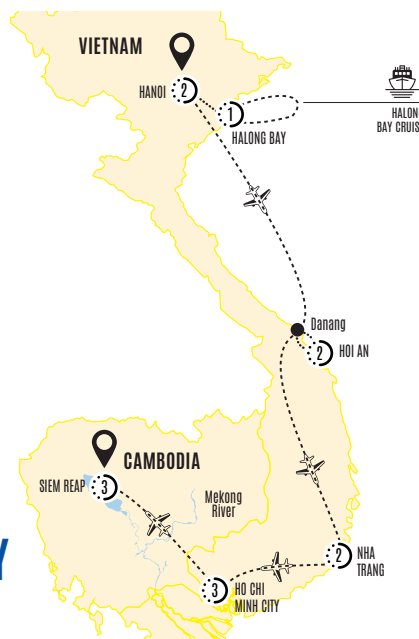 VIETNAM
HANOI
2
1
HALONG BAY
HALON
BAY CRUIS
Danang
2
HOI AN
CAMBODIA
SIEM REAP
3
Mekong
River
Y
2
NHA
TRANG
3
HO CHI
MINH CITY